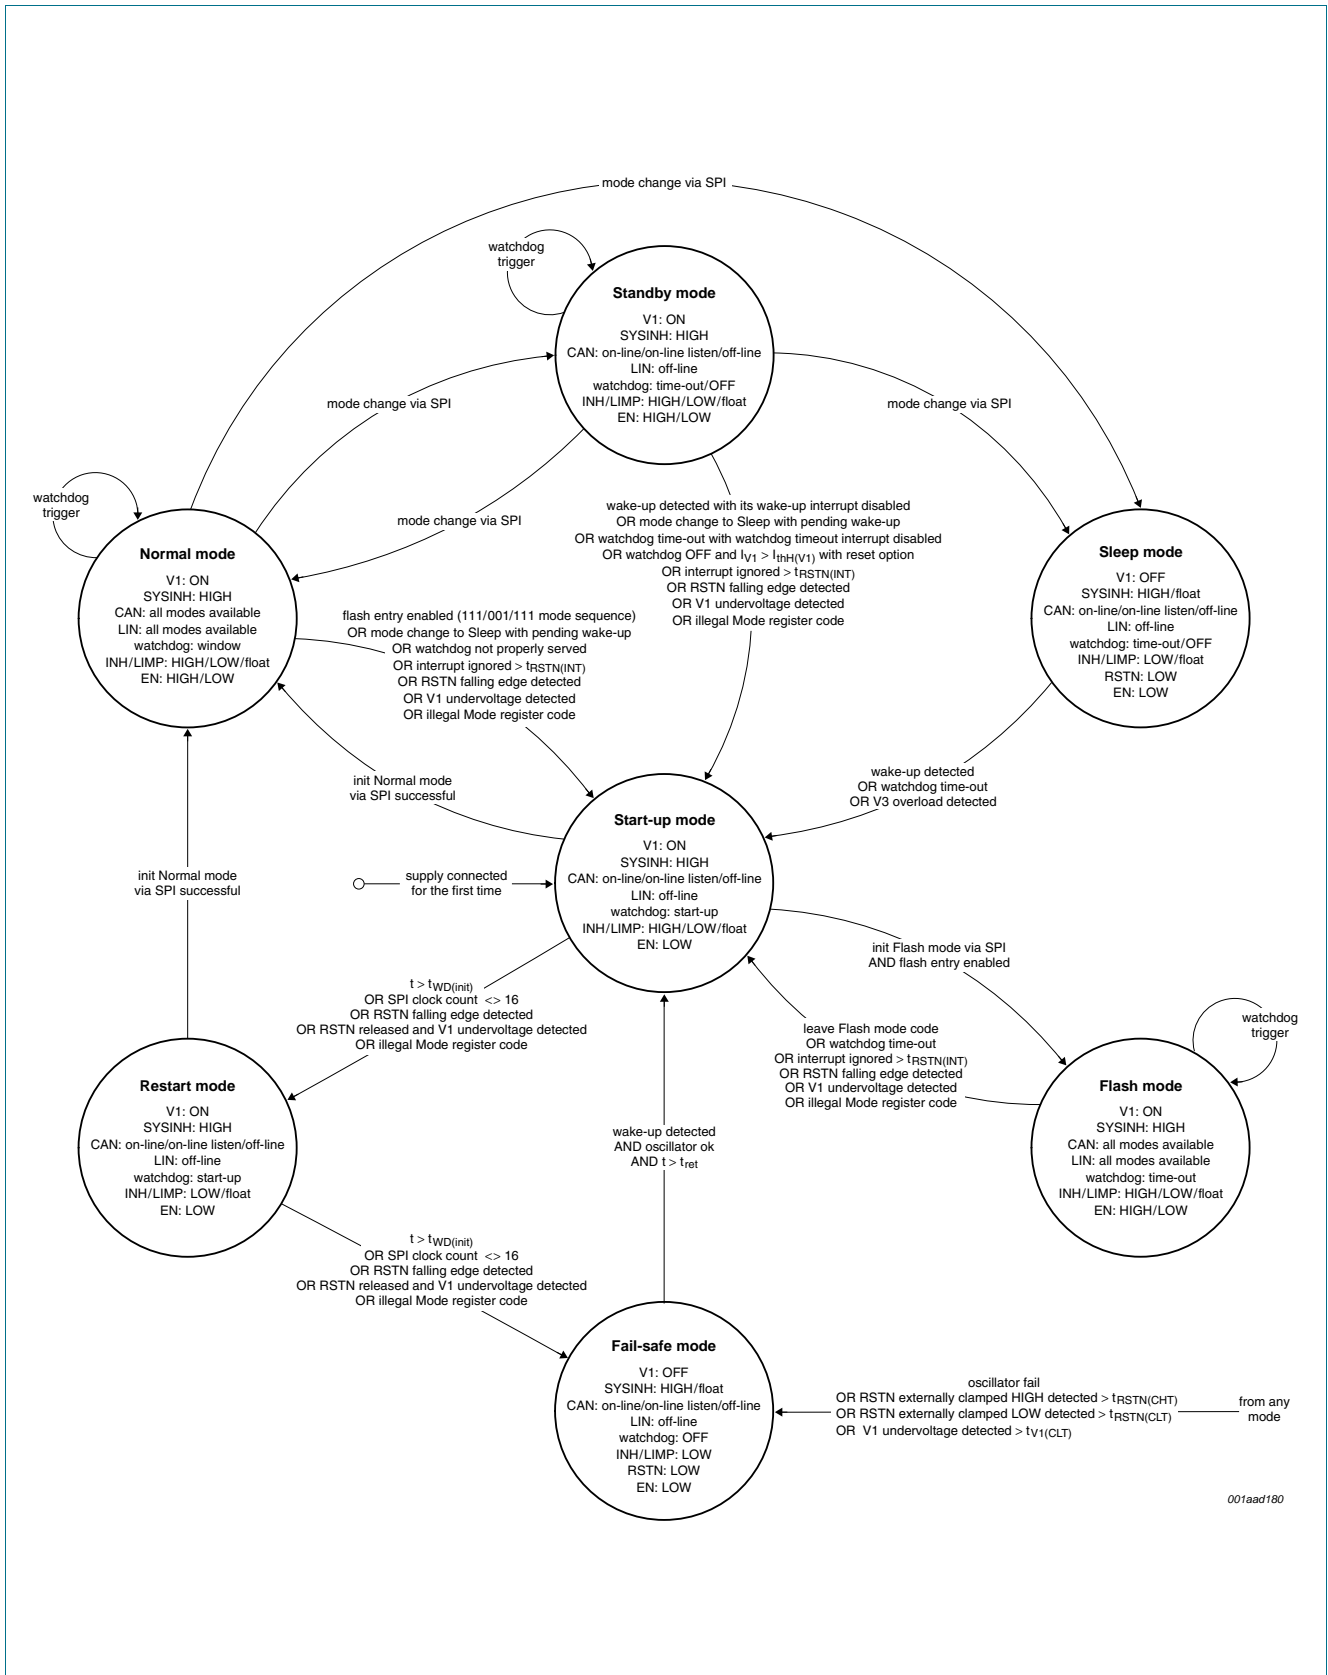 mode change via SPI
watchdog
trigger
Standby mode
V1: ON
SYSINH: HIGH
CAN: on-line/on-line listen/off-line
LIN: off-line
watchdog: time-out/OFF
INH/LIMP: HIGH/LOW/float
EN: HIGH/LOW
mode change via SPI
mode change via SPI
watchdog
trigger
mode change via SPI
Normal mode
V1: ON
SYSINH: HIGH
CAN: all modes available
LIN: all modes available
watchdog: window
INH/LIMP: HIGH/LOW/float
EN: HIGH/LOW
wake-up detected with its wake-up interrupt disabled
OR mode change to Sleep with pending wake-up
OR watchdog time-out with watchdog timeout interrupt disabled
OR watchdog OFF and IV1 > IthH(V1) with reset option
OR interrupt ignored > tRSTN(INT)
OR RSTN falling edge detected
OR V1 undervoltage detected
OR illegal Mode register code
Sleep mode
V1: OFF
SYSINH: HIGH/float
CAN: on-line/on-line listen/off-line
LIN: off-line
watchdog: time-out/OFF
INH/LIMP: LOW/float
RSTN: LOW
EN: LOW
flash entry enabled (111/001/111 mode sequence)
OR mode change to Sleep with pending wake-up
OR watchdog not properly served
OR interrupt ignored > tRSTN(INT)
OR RSTN falling edge detected
OR V1 undervoltage detected
OR illegal Mode register code
init Normal mode
via SPI successful
wake-up detected
OR watchdog time-out
OR V3 overload detected
Start-up mode
V1: ON
SYSINH: HIGH
CAN: on-line/on-line listen/off-line
LIN: off-line
watchdog: start-up
INH/LIMP: HIGH/LOW/float
EN: LOW
supply connected
for the first time
init Normal mode
via SPI successful
init Flash mode via SPI
AND flash entry enabled
t > tWD(init)
OR SPI clock count <> 16
OR RSTN falling edge detected
OR RSTN released and V1 undervoltage detected
OR illegal Mode register code
leave Flash mode code
OR watchdog time-out
OR interrupt ignored > tRSTN(INT)
OR RSTN falling edge detected
OR V1 undervoltage detected
OR illegal Mode register code
watchdog
trigger
Restart mode
V1: ON
SYSINH: HIGH
CAN: on-line/on-line listen/off-line
LIN: off-line
watchdog: start-up
INH/LIMP: LOW/float
EN: LOW
wake-up detected
AND oscillator ok
AND t > tret
Flash mode
V1: ON
SYSINH: HIGH
CAN: all modes available
LIN: all modes available
watchdog: time-out
INH/LIMP: HIGH/LOW/float
EN: HIGH/LOW
t > tWD(init)
OR SPI clock count <> 16
OR RSTN falling edge detected
OR RSTN released and V1 undervoltage detected
OR illegal Mode register code
Fail-safe mode
V1: OFF
SYSINH: HIGH/float
CAN: on-line/on-line listen/off-line
LIN: off-line
watchdog: OFF
INH/LIMP: LOW
RSTN: LOW
EN: LOW
oscillator fail
OR RSTN externally clamped HIGH detected > tRSTN(CHT)
OR RSTN externally clamped LOW detected > tRSTN(CLT)
OR V1 undervoltage detected > tV1(CLT)
from any
mode
001aad180